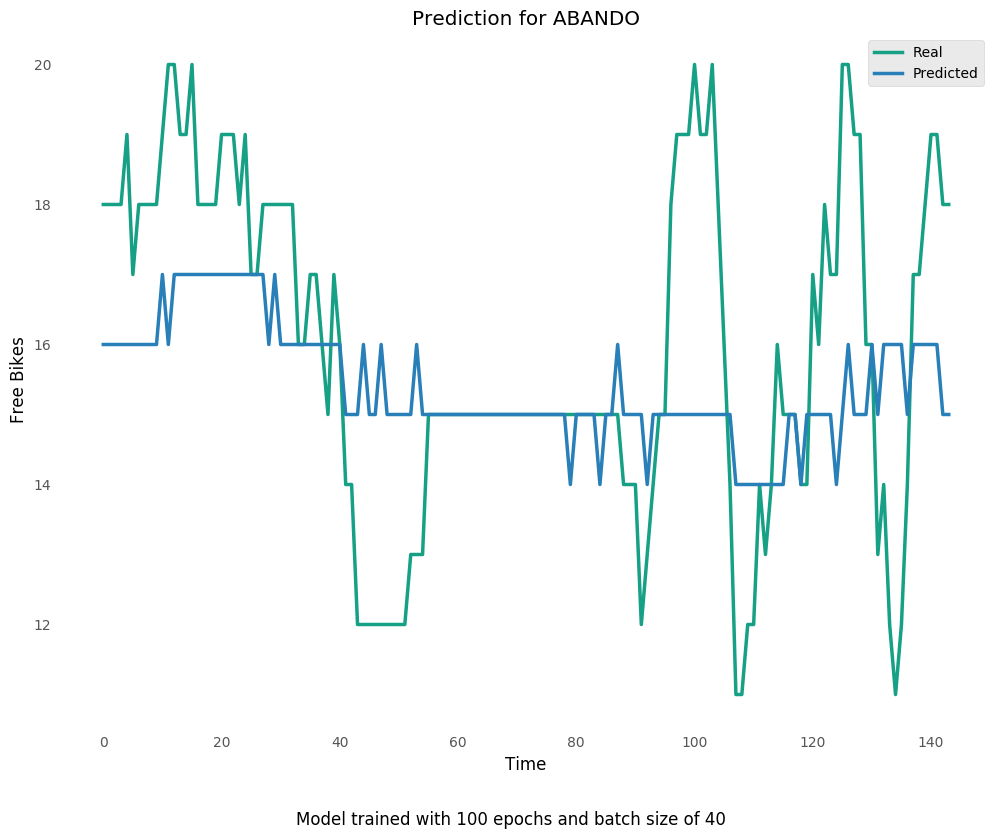 Prediction for ABANDO
Real
Predicted
Free Bikes
20
18
16
14
12
0 20 40 60 80 100 120 140
Time
Model trained with 100 epochs and batch size of 40